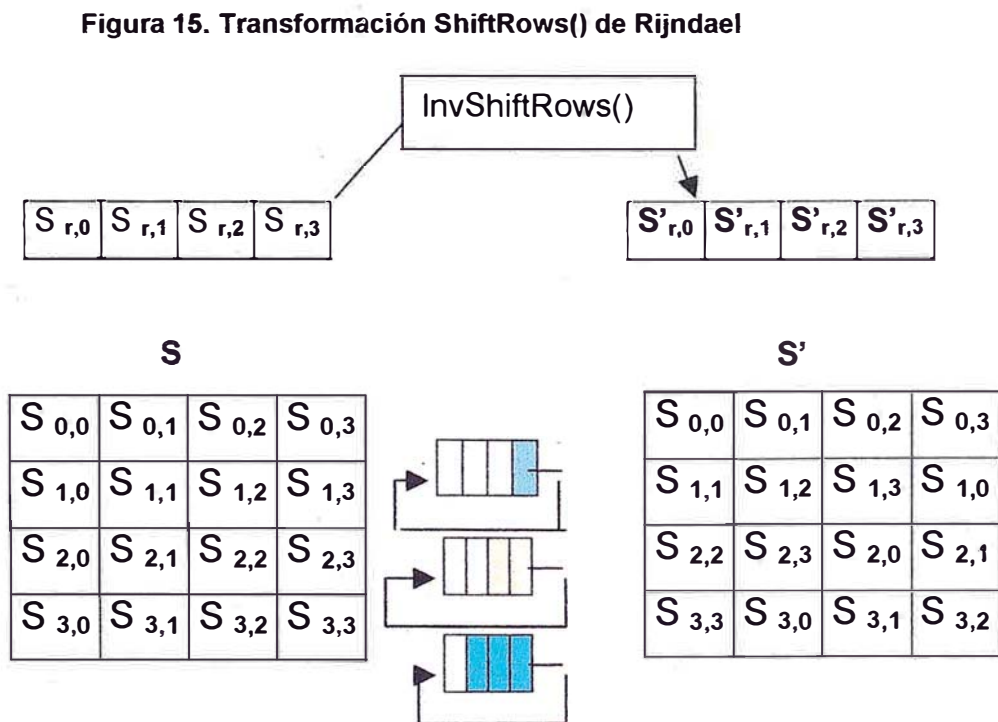 Figura 15. Transformación ShiftRows() de Rijndael
InvShiftRows()
S r,0 S r,1 S r,2 S r,3
S'r,0 S'r,1 S'r,2 S'r,3
S
S'
S 0,0 S 0,1 S 0,2 S 0,3
S 1,0 S 1,1 S 1,2 S 1,3
S 2,0 S 2,1 S 2,2 S 2,3
S 3,0 S 3,1 S 3,2 S 3,3
S 0,0 S 0,1 S 0,2 S 0,3
S 1,1 S 1,2 S 1,3 S 1,0
S 2,2 S 2,3 S 2,0 S 2,1
S 3,3 S 3,0 S 3,1 S 3,2